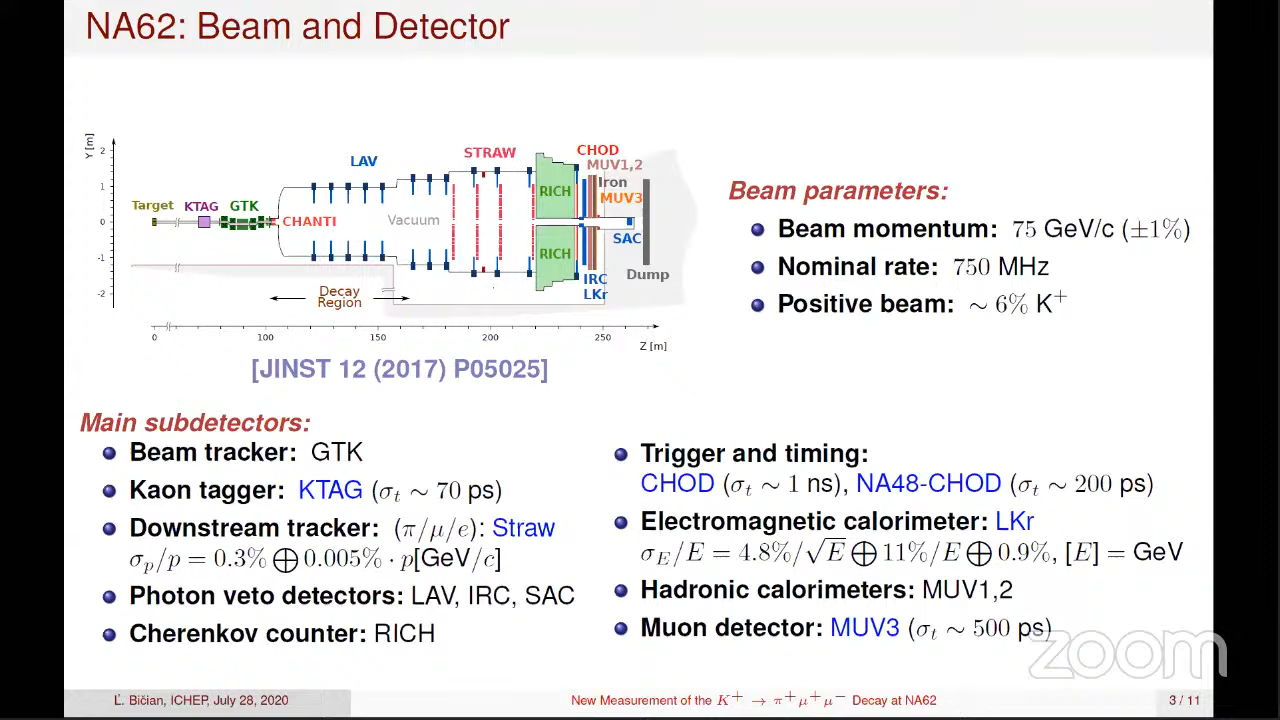 NA62: Beam and Detector
Y [m]
2
1
0
-1
-2
Target
KTAG
GTK
CHANTI
LAV
Vacuum
STRAW
RICH
RICH
CHOD
MUV1,2
Iron
MUV3
SAC
IRC
LKr
Dump
Decay
Region
0 100 150 200 250
Z [m]
[JINST 12 (2017) P05025]
Beam parameters:
Beam momentum: 75 GeV/c (±1%)
Nominal rate: 750 MHz
Positive beam: ∼ 6% K⁺
Main subdetectors:
Beam tracker: GTK
Kaon tagger: KTAG (σ_t ∼ 70 ps)
Downstream tracker: (π/μ/e): Straw
σ_p/p = 0.3% ⨁ 0.005% · p[GeV/c]
Photon veto detectors: LAV, IRC, SAC
Cherenkov counter: RICH
Trigger and timing:
CHOD (σ_t ∼ 1 ns), NA48-CHOD (σ_t ∼ 200 ps)
Electromagnetic calorimeter: LKr
σ_E/E = 4.8%/√E ⨁ 11%/E ⨁ 0.9%, [E] = GeV
Hadronic calorimeters: MUV1,2
Muon detector: MUV3 (σ_t ∼ 500 ps)
zoom
Ľ. Bičian, ICHEP, July 28, 2020
New Measurement of the K⁺ → π⁺μ⁺μ⁻ Decay at NA62
3 / 11